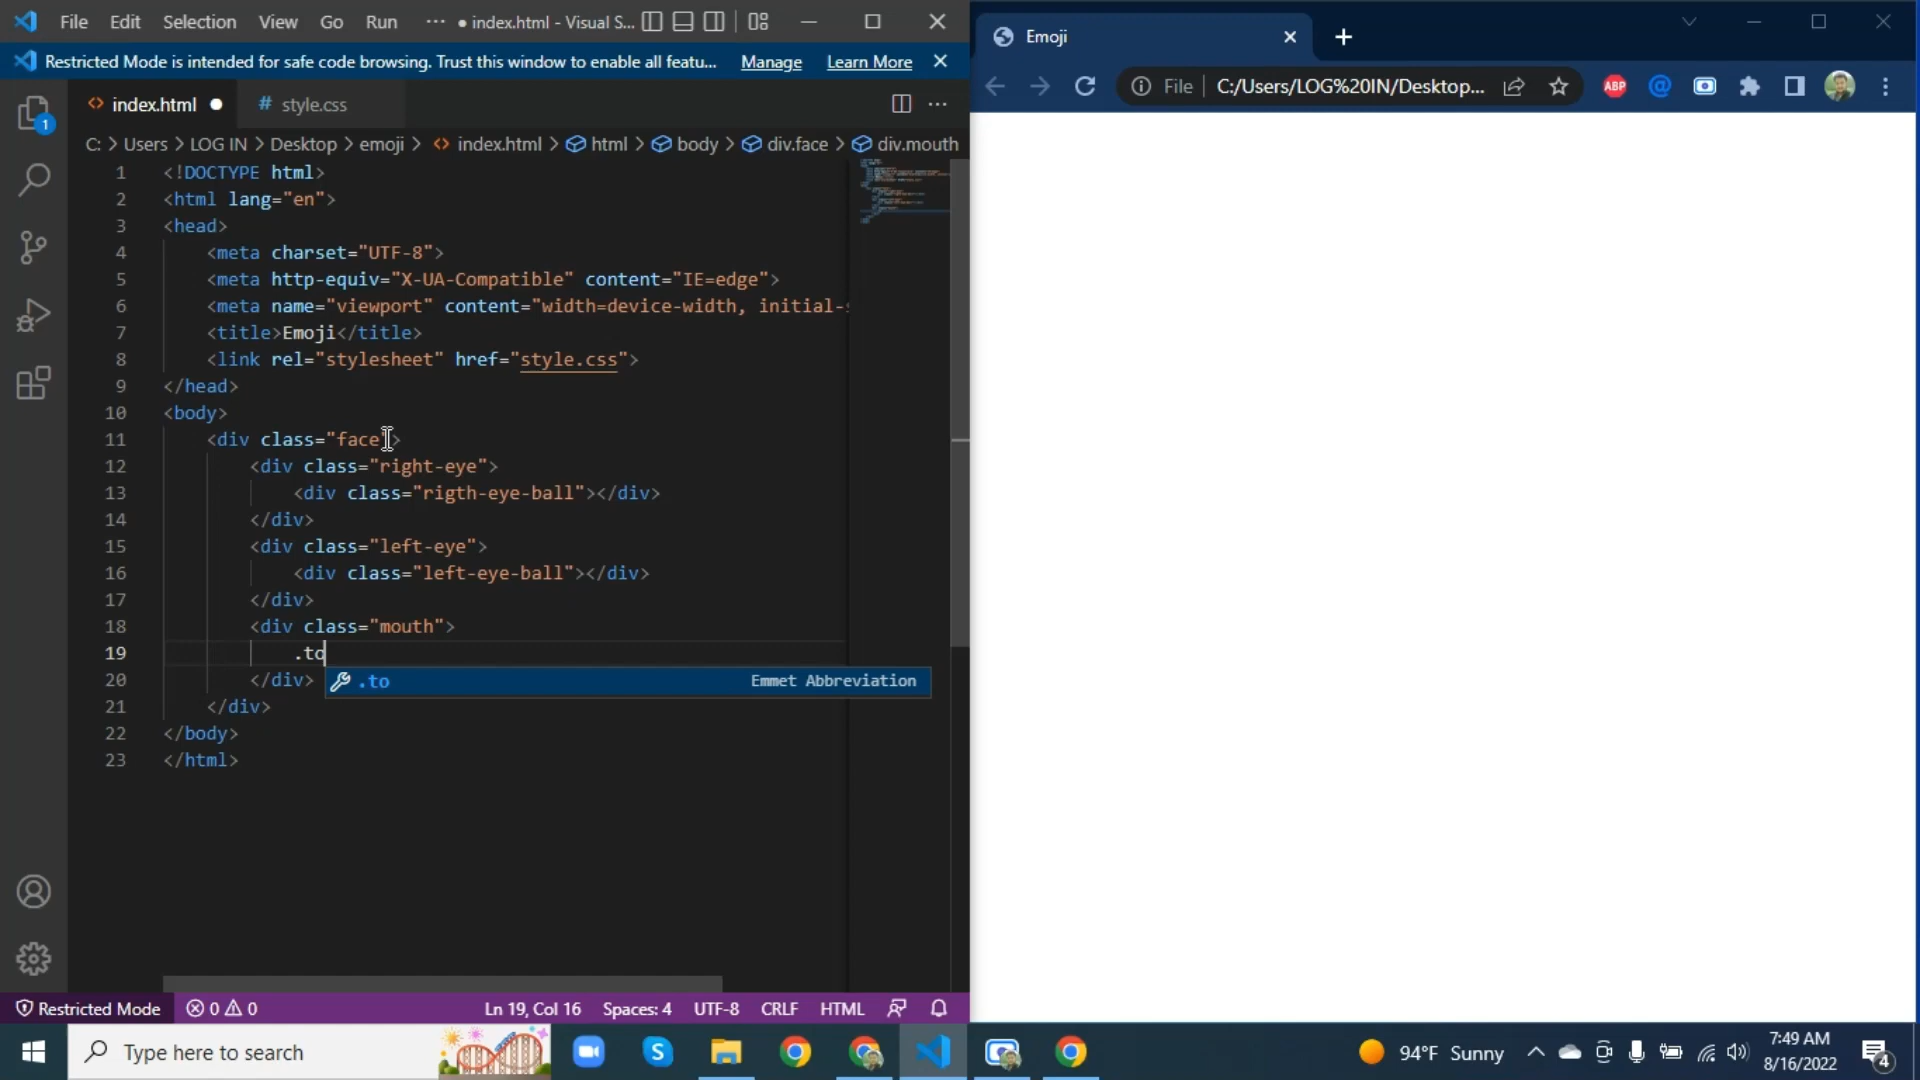 File Edit Selection View Go Run ··· ● index.html - Visual S...
Restricted Mode is intended for safe code browsing. Trust this window to enable all featu... Manage Learn More
index.html ● # style.css
C: > Users > LOG IN > Desktop > emoji > index.html > html > body > div.face > div.mouth
1 <!DOCTYPE html>
2 <html lang="en">
3 <head>
4 <meta charset="UTF-8">
5 <meta http-equiv="X-UA-Compatible" content="IE=edge">
6 <meta name="viewport" content="width=device-width, initial-
7 <title>Emoji</title>
8 <link rel="stylesheet" href="style.css">
9 </head>
10 <body>
11 <div class="face">
12 <div class="right-eye">
13 <div class="rigth-eye-ball"></div>
14 </div>
15 <div class="left-eye">
16 <div class="left-eye-ball"></div>
17 </div>
18 <div class="mouth">
19 .to
20 </div>
.to Emmet Abbreviation
21 </div>
22 </body>
23 </html>
1
Restricted Mode 0 0 Ln 19, Col 16 Spaces: 4 UTF-8 CRLF HTML
Emoji
File C:/Users/LOG%20IN/Desktop...
ABP
Type here to search
94°F Sunny
7:49 AM
8/16/2022
4